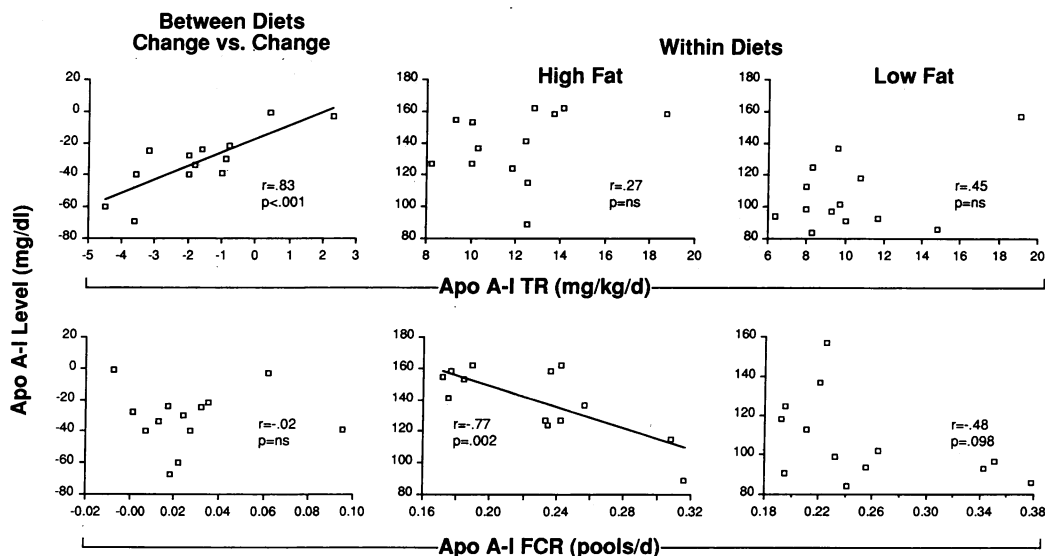 Between Diets
Change vs. Change
Within Diets
High Fat
Low Fat
Apo A-I Level (mg/dl)
20
0
-20
-40
-60
-80
-5 -4 -3 -2 -1 0 1 2 3
r=.83
p<.001
180
160
140
120
100
80
8 10 12 14 16 18 20
r=.27
p=ns
180
160
140
120
100
80
6 8 10 12 14 16 18 20
r=.45
p=ns
Apo A-I TR (mg/kg/d)
20
0
-20
-40
-60
-80
-0.02 -0.00 0.02 0.04 0.06 0.08 0.10
r=-.02
p=ns
180
160
140
120
100
80
0.16 0.20 0.24 0.28 0.32
r=-.77
p=.002
160
140
120
100
80
0.18 0.22 0.26 0.30 0.34 0.38
r=-.48
p=.098
Apo A-I FCR (pools/d)